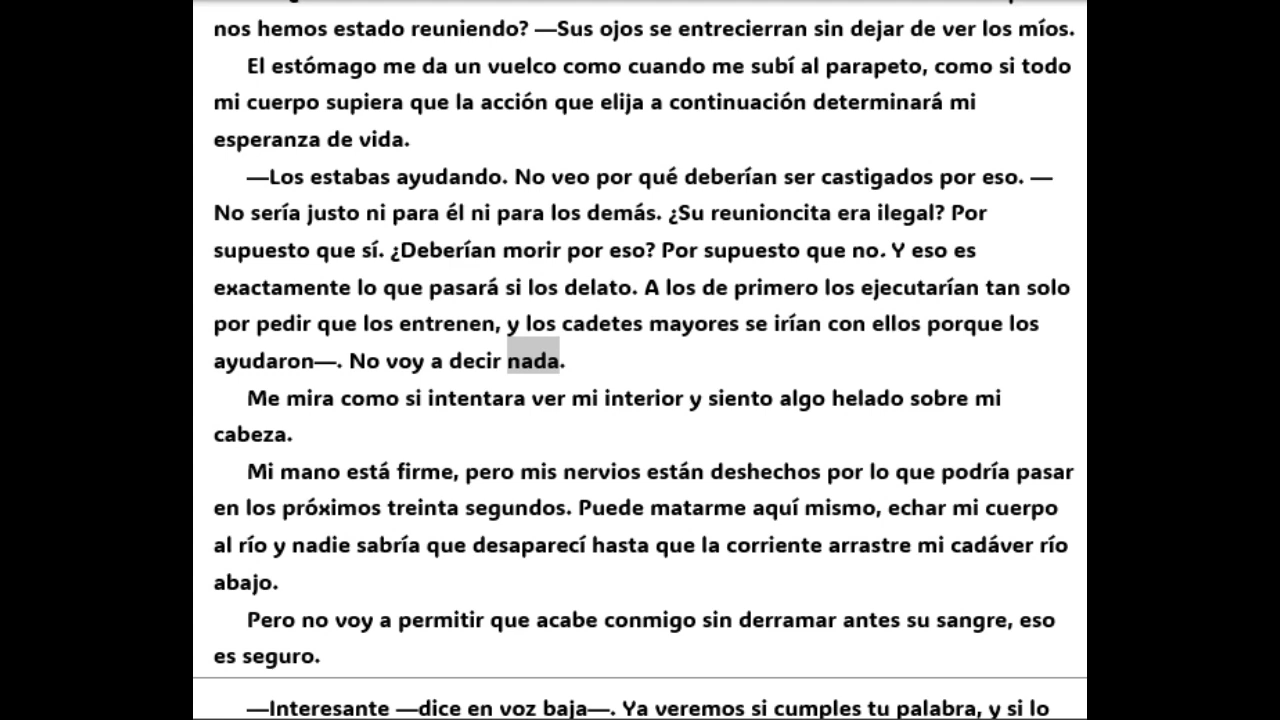 nos hemos estado reuniendo? —Sus ojos se entrecierran sin dejar de ver los míos.
El estómago me da un vuelco como cuando me subí al parapeto, como si todo
mi cuerpo supiera que la acción que elija a continuación determinará mi
esperanza de vida.
—Los estabas ayudando. No veo por qué deberían ser castigados por eso. —
No sería justo ni para él ni para los demás. ¿Su reunioncita era ilegal? Por
supuesto que sí. ¿Deberían morir por eso? Por supuesto que no. Y eso es
exactamente lo que pasará si los delato. A los de primero los ejecutarían tan solo
por pedir que los entrenen, y los cadetes mayores se irían con ellos porque los
ayudaron—. No voy a decir nada.
Me mira como si intentara ver mi interior y siento algo helado sobre mi
cabeza.
Mi mano está firme, pero mis nervios están deshechos por lo que podría pasar
en los próximos treinta segundos. Puede matarme aquí mismo, echar mi cuerpo
al río y nadie sabría que desaparecí hasta que la corriente arrastre mi cadáver río
abajo.
Pero no voy a permitir que acabe conmigo sin derramar antes su sangre, eso
es seguro.
—Interesante —dice en voz baja—. Ya veremos si cumples tu palabra, y si lo